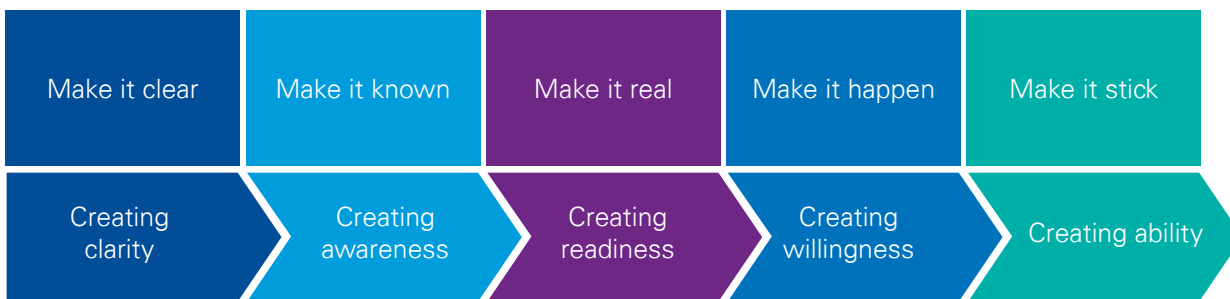 Make it clear
Make it known
Make it real
Make it happen
Make it stick
Creating
clarity
Creating
awareness
Creating
readiness
Creating
willingness
Creating ability